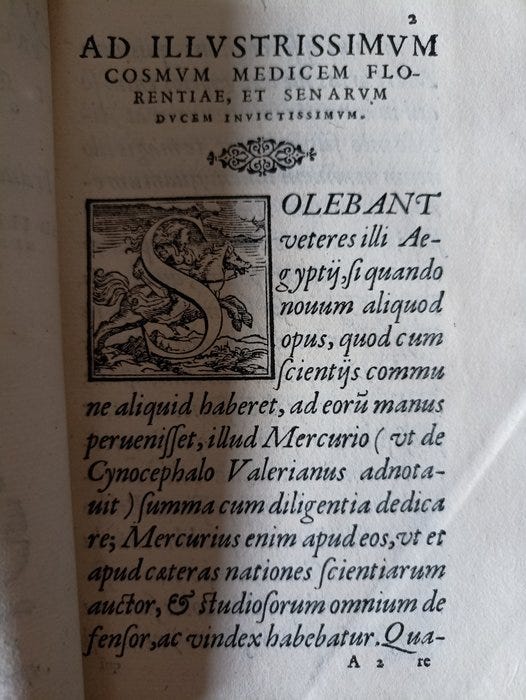 2
AD ILLVSTRISSIMVM
COSMVM MEDICEM FLO-
RENTIAE, ET SENARVM
DVCEM INVICTISSIMVM.
SOLEBANT
veteres illi Ae-
gyptij, ſi quando
nouum aliquod
opus, quod cum
ſcientijs commu
ne aliquid haberet, ad eorū manus
perueniſſet, illud Mercurio ( vt de
Cynocephalo Valerianus adnota-
uit ) ſumma cum diligentia dedica
re; Mercurius enim apud eos, vt et
apud cæteras nationes ſcientiarum
auctor, & ſtudioſorum omnium de
fenſor, ac vindex habebatur. Qua-
A 2 re